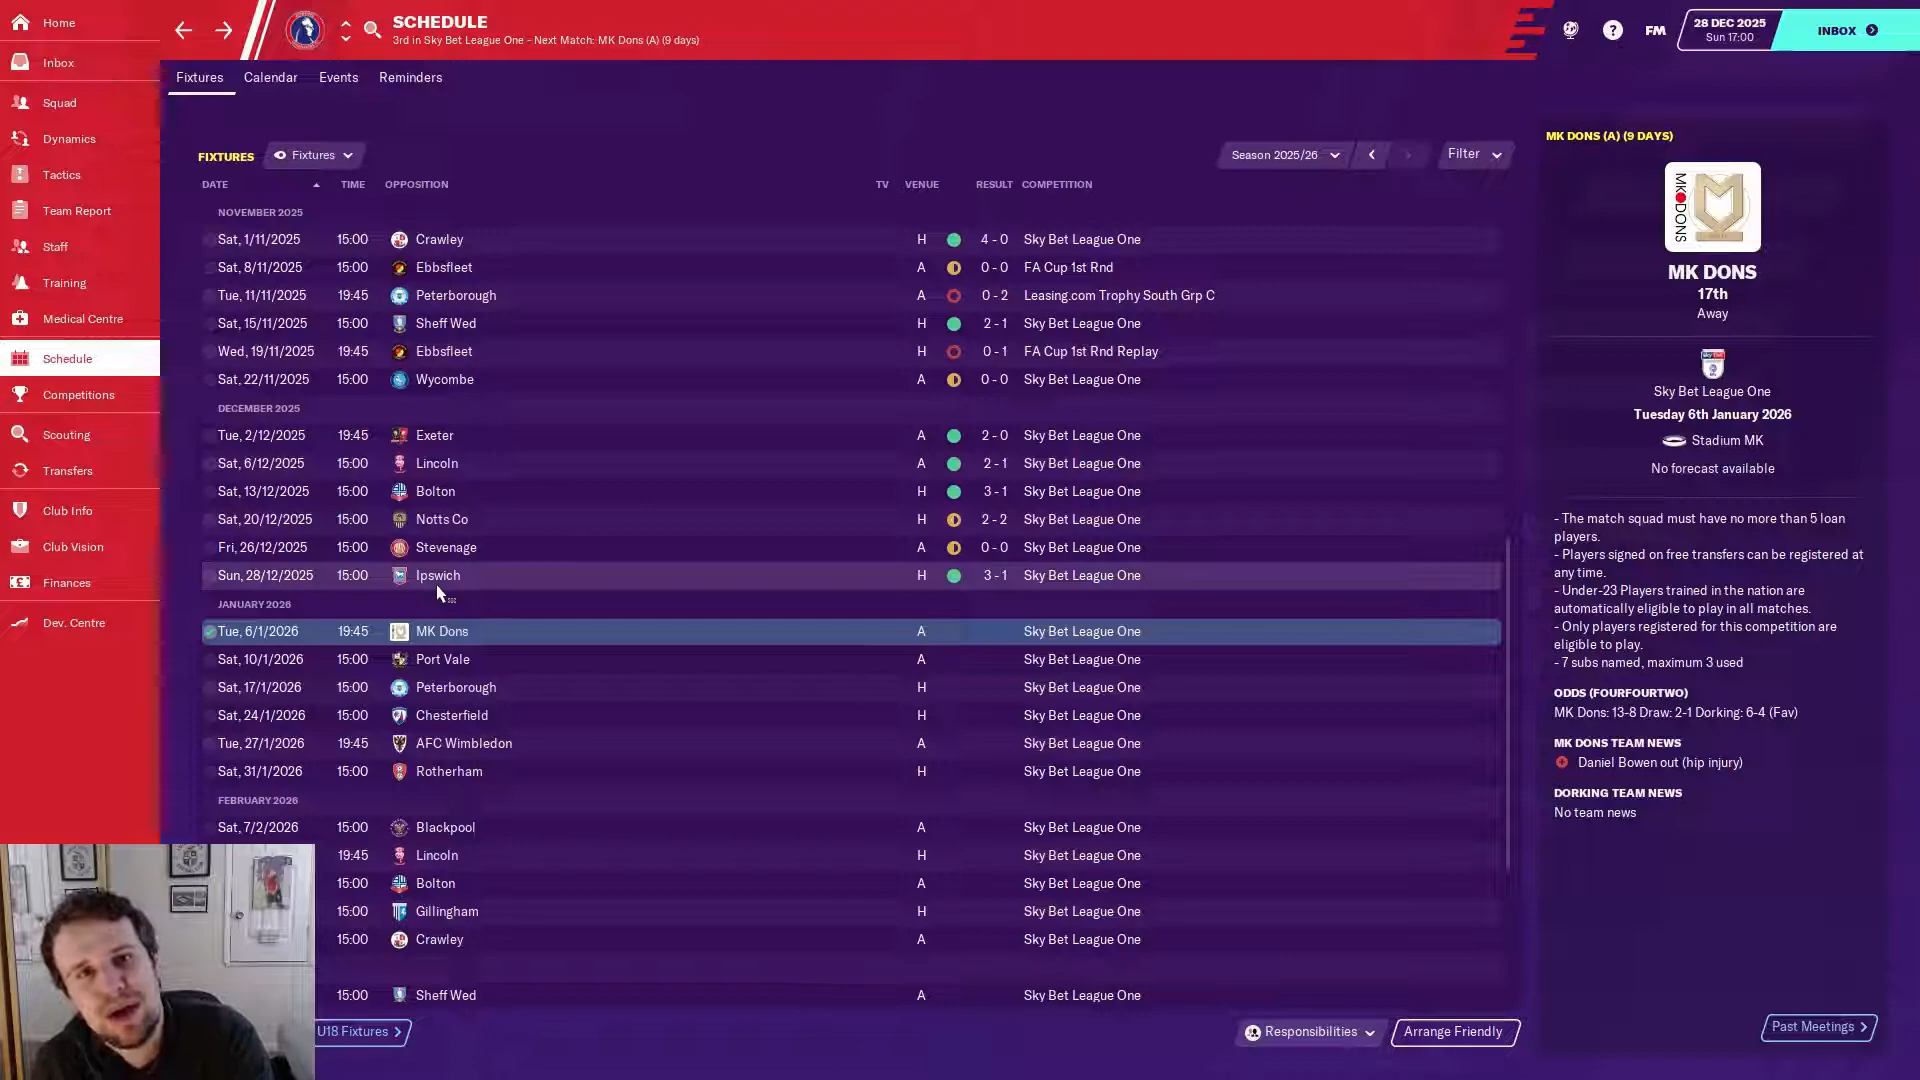 Home
Inbox
Squad
Dynamics
Tactics
Team Report
Staff
Training
Medical Centre
Schedule
Competitions
Scouting
Transfers
Club Info
Club Vision
Finances
Dev. Centre
SCHEDULE
3rd in Sky Bet League One - Next Match: MK Dons (A) (9 days)
FM
28 DEC 2025
Sun 17:00
INBOX
Fixtures Calendar Events Reminders
FIXTURES Fixtures
Season 2025/26
Filter
DATE TIME OPPOSITION TV VENUE RESULT COMPETITION
NOVEMBER 2025
Sat, 1/11/2025 15:00 Crawley H 4 - 0 Sky Bet League One
Sat, 8/11/2025 15:00 Ebbsfleet A 0 - 0 FA Cup 1st Rnd
Tue, 11/11/2025 19:45 Peterborough A 0 - 2 Leasing.com Trophy South Grp C
Sat, 15/11/2025 15:00 Sheff Wed H 2 - 1 Sky Bet League One
Wed, 19/11/2025 19:45 Ebbsfleet H 0 - 1 FA Cup 1st Rnd Replay
Sat, 22/11/2025 15:00 Wycombe A 0 - 0 Sky Bet League One
DECEMBER 2025
Tue, 2/12/2025 19:45 Exeter A 2 - 0 Sky Bet League One
Sat, 6/12/2025 15:00 Lincoln A 2 - 1 Sky Bet League One
Sat, 13/12/2025 15:00 Bolton H 3 - 1 Sky Bet League One
Sat, 20/12/2025 15:00 Notts Co H 2 - 2 Sky Bet League One
Fri, 26/12/2025 15:00 Stevenage A 0 - 0 Sky Bet League One
Sun, 28/12/2025 15:00 Ipswich H 3 - 1 Sky Bet League One
JANUARY 2026
Tue, 6/1/2026 19:45 MK Dons A Sky Bet League One
Sat, 10/1/2026 15:00 Port Vale A Sky Bet League One
Sat, 17/1/2026 15:00 Peterborough H Sky Bet League One
Sat, 24/1/2026 15:00 Chesterfield H Sky Bet League One
Tue, 27/1/2026 19:45 AFC Wimbledon A Sky Bet League One
Sat, 31/1/2026 15:00 Rotherham H Sky Bet League One
FEBRUARY 2026
Sat, 7/2/2026 15:00 Blackpool A Sky Bet League One
19:45 Lincoln H Sky Bet League One
15:00 Bolton A Sky Bet League One
15:00 Gillingham H Sky Bet League One
15:00 Crawley A Sky Bet League One
15:00 Sheff Wed A Sky Bet League One
U18 Fixtures
Responsibilities
Arrange Friendly
MK DONS (A) (9 DAYS)
MK DONS
MK DONS
17th
Away
Sky Bet League One
Tuesday 6th January 2026
Stadium MK
No forecast available
- The match squad must have no more than 5 loan
players.
- Players signed on free transfers can be registered at
any time.
- Under-23 Players trained in the nation are
automatically eligible to play in all matches.
- Only players registered for this competition are
eligible to play.
- 7 subs named, maximum 3 used
ODDS (FOURFOURTWO)
MK Dons: 13-8 Draw: 2-1 Dorking: 6-4 (Fav)
MK DONS TEAM NEWS
Daniel Bowen out (hip injury)
DORKING TEAM NEWS
No team news
Past Meetings